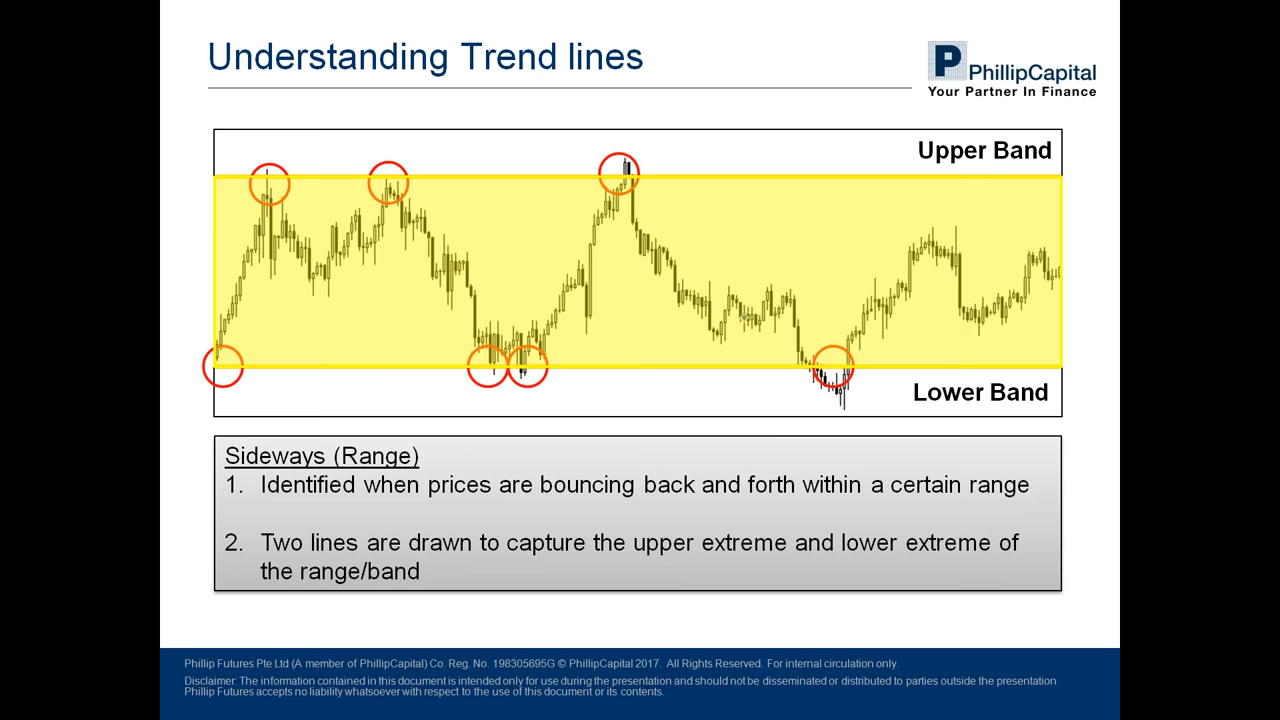 Understanding Trend lines
P PhillipCapital
Your Partner In Finance
Upper Band
Lower Band
Sideways (Range)
1. Identified when prices are bouncing back and forth within a certain range
2. Two lines are drawn to capture the upper extreme and lower extreme of
the range/band
Phillip Futures Pte Ltd (A member of PhillipCapital) Co. Reg. No. 198305695G © PhillipCapital 2017. All Rights Reserved. For internal circulation only.
Disclaimer: The information contained in this document is intended only for use during the presentation and should not be disseminated or distributed to parties outside the presentation.
Phillip Futures accepts no liability whatsoever with respect to the use of this document or its contents.